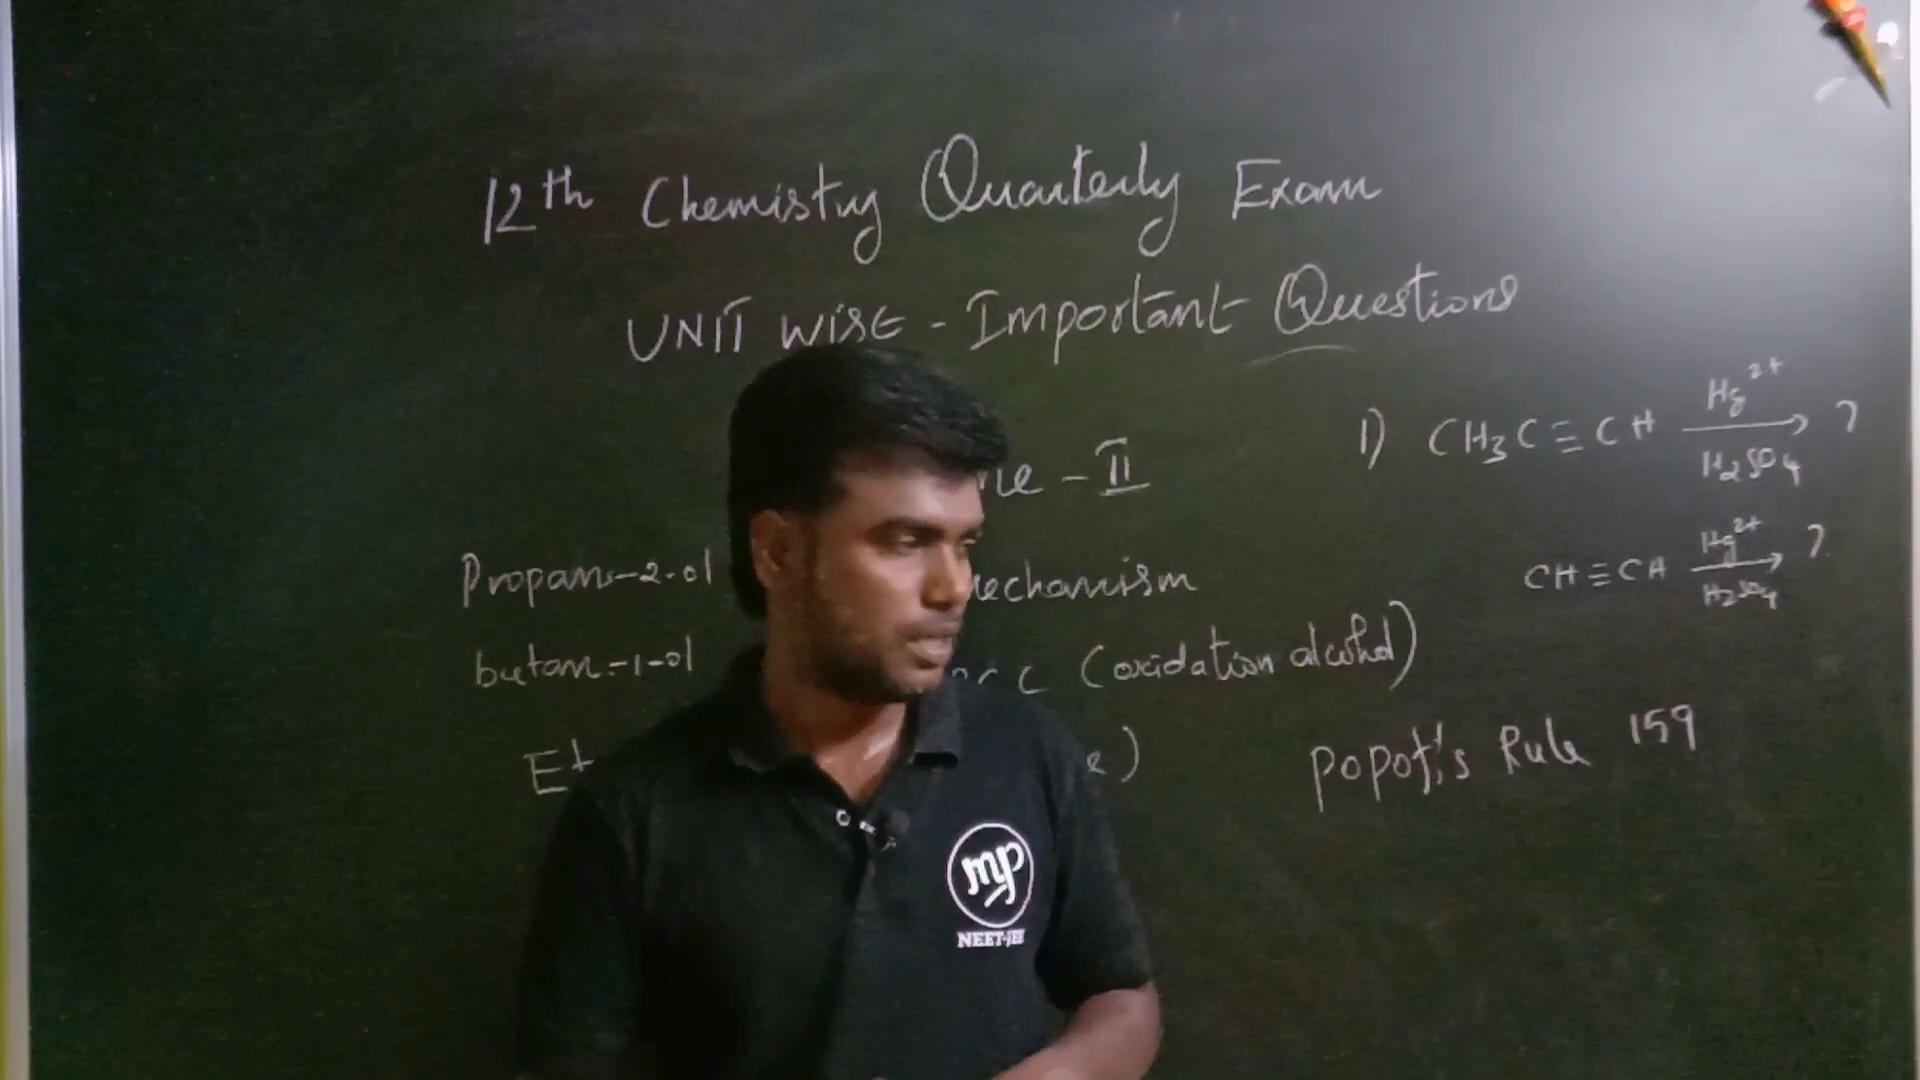 12th Chemistry Quarterly Exam
UNIT WISE - Important Questions
- II
1) CH3C≡CH Hg2+ H2SO4 ?
CH≡CH Hg2+ H2SO4 ?
Propan-2-ol
butan-1-ol (oxidation alcohol)
Popoff's Rule 159
mp
NEET-JEE